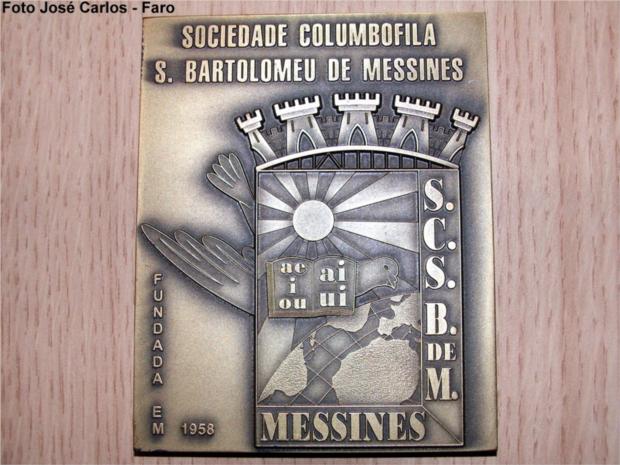 Foto José Carlos - Faro
SOCIEDADE COLUMBOFILA
S. BARTOLOMEU DE MESSINES
S. C. S. B. DE M.
ae
i
ou
ai
ui
FUNDADA EM 1958
MESSINES